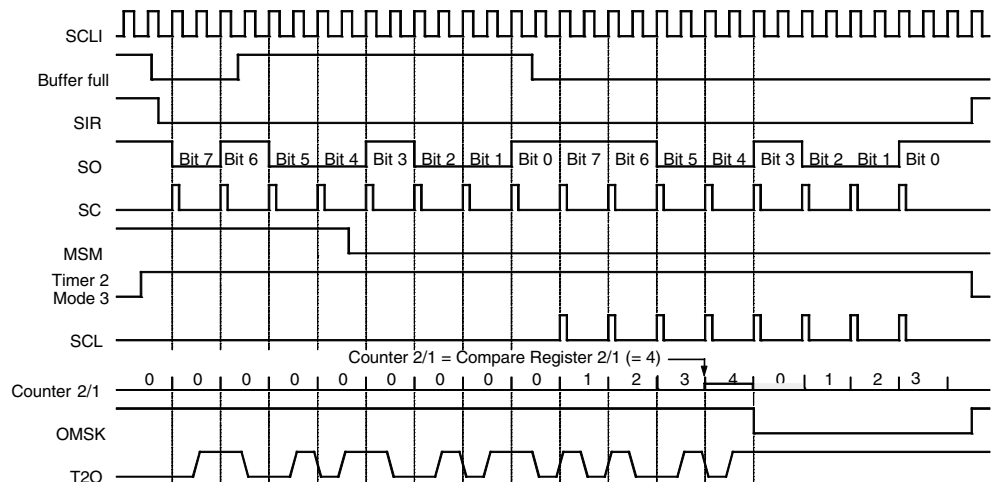 SCLI
Buffer full
SIR
SO Bit 7 Bit 6 Bit 5 Bit 4 Bit 3 Bit 2 Bit 1 Bit 0 Bit 7 Bit 6 Bit 5 Bit 4 Bit 3 Bit 2 Bit 1 Bit 0
SC
MSM
Timer 2
Mode 3
SCL
Counter 2/1 = Compare Register 2/1 (= 4)
Counter 2/1 0 0 0 0 0 0 0 0 0 1 2 3 4 0 1 2 3
OMSK
T2O